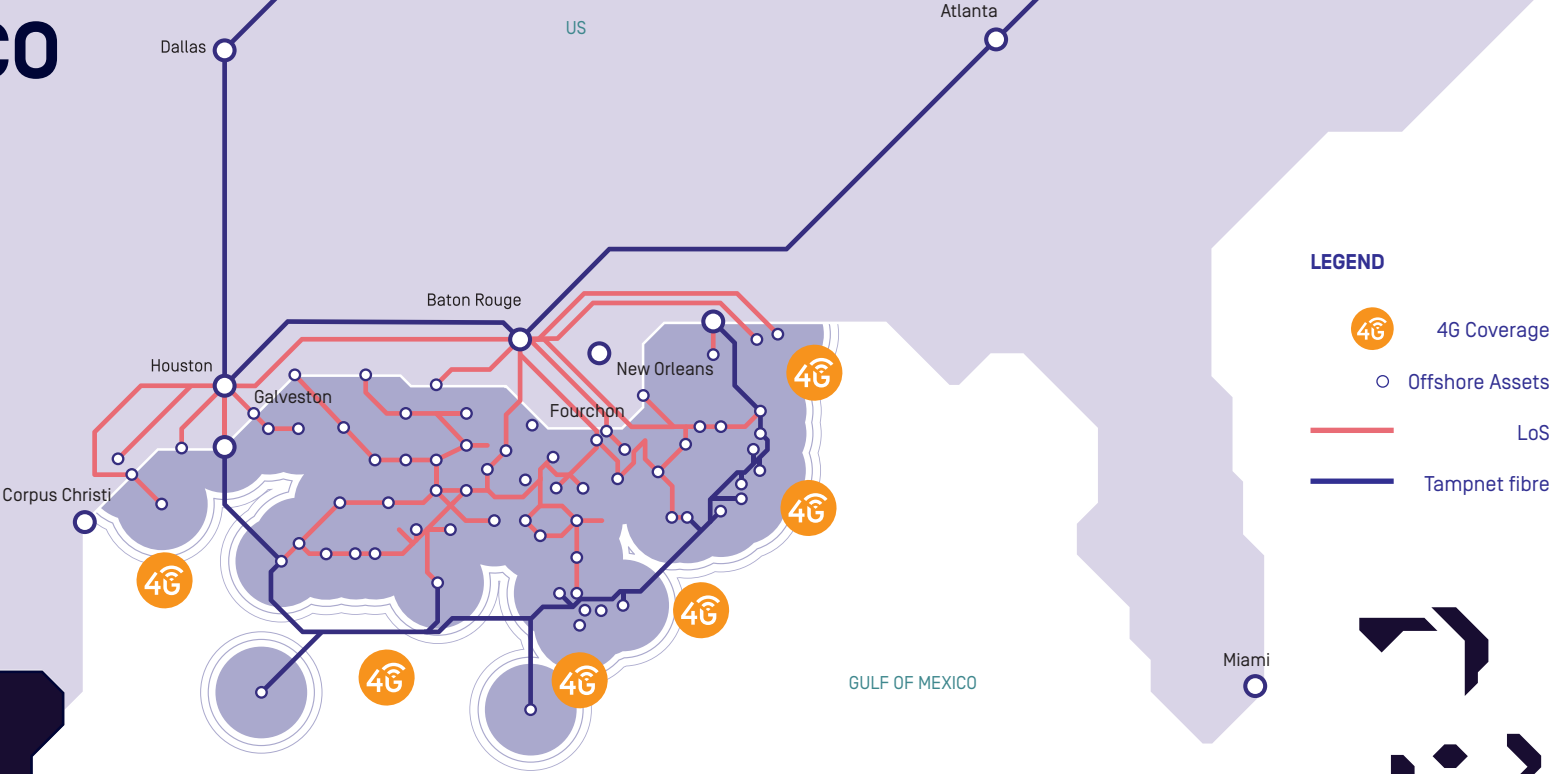 CO
Dallas
US
Atlanta
Baton Rouge
Houston
Galveston
New Orleans
Fourchon
Corpus Christi
4G
4G
4G
4G
4G
4G
GULF OF MEXICO
Miami
LEGEND
4G 4G Coverage
Offshore Assets
LoS
Tampnet fibre